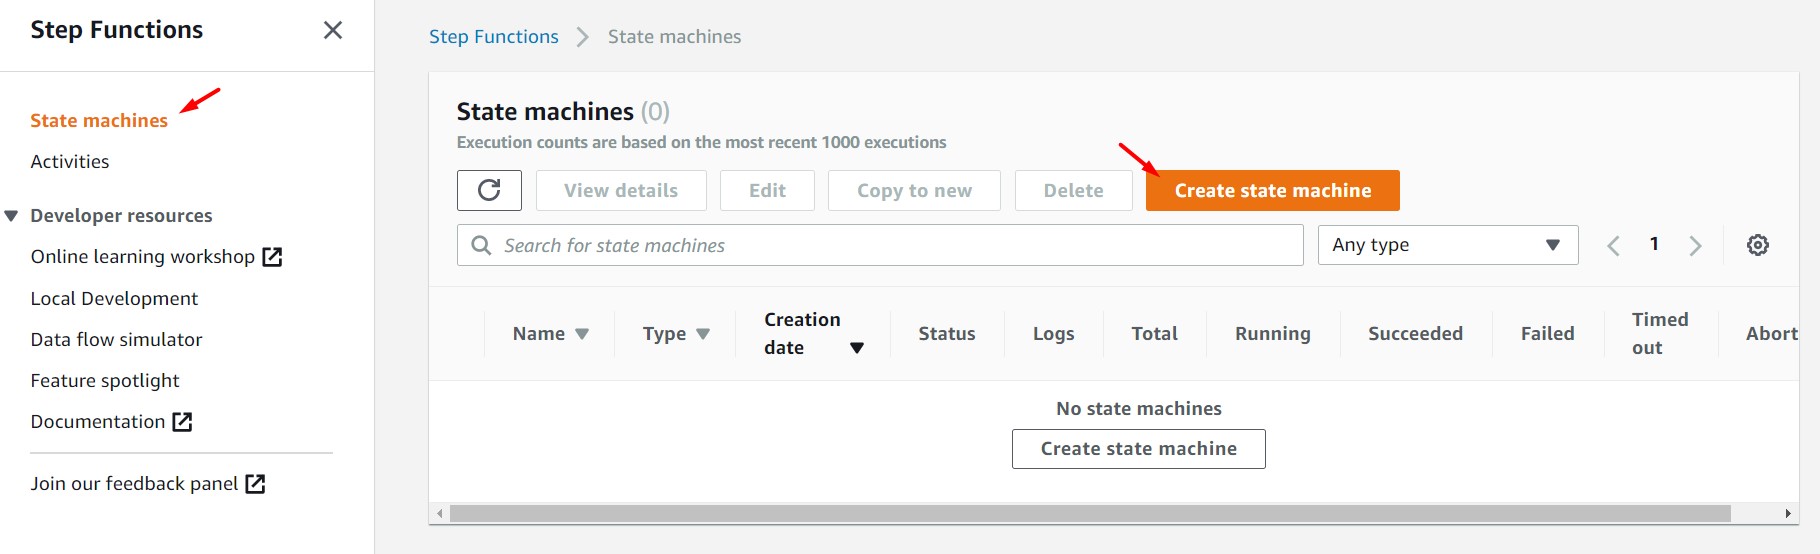 Step Functions
State machines
Activities
Developer resources
Online learning workshop
Local Development
Data flow simulator
Feature spotlight
Documentation
Join our feedback panel
Step Functions > State machines
State machines (0)
Execution counts are based on the most recent 1000 executions
View details Edit Copy to new Delete Create state machine
Search for state machines Any type 1
Name Type Creation date Status Logs Total Running Succeeded Failed Timed out Abort
No state machines
Create state machine